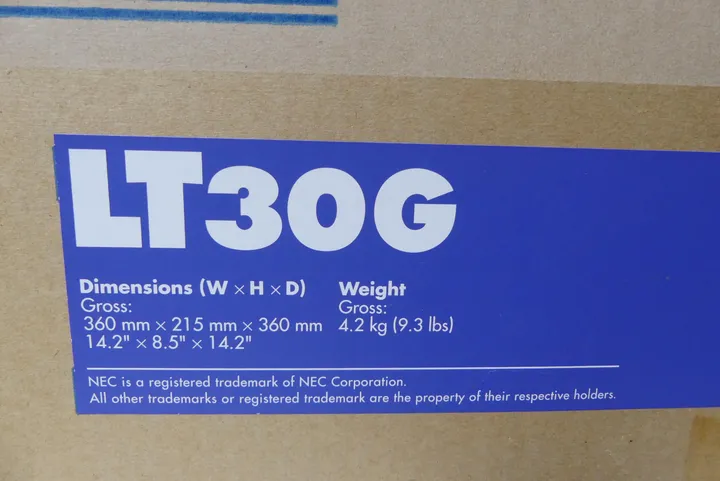 LT30G
Dimensions (W × H × D)
Gross:
360 mm × 215 mm × 360 mm
14.2" × 8.5" × 14.2"
Weight
Gross:
4.2 kg (9.3 lbs)
NEC is a registered trademark of NEC Corporation.
All other trademarks or registered trademark are the property of their respective holders.